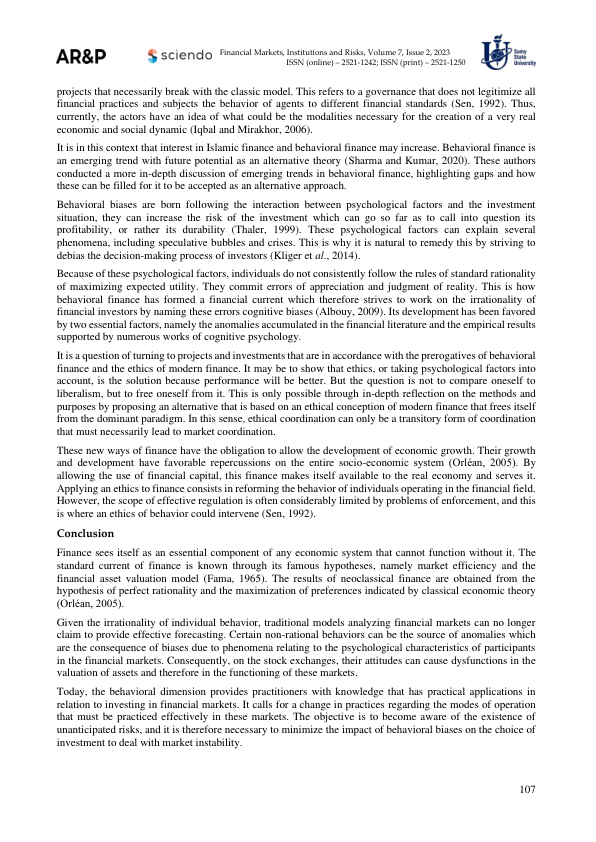 AR&P
sciendo
Financial Markets, Institutions and Risks, Volume 7, Issue 2, 2023
ISSN (online) – 2521-1242; ISSN (print) – 2521-1250
Sumy
State
University
projects that necessarily break with the classic model. This refers to a governance that does not legitimize all
financial practices and subjects the behavior of agents to different financial standards (Sen, 1992). Thus,
currently, the actors have an idea of what could be the modalities necessary for the creation of a very real
economic and social dynamic (Iqbal and Mirakhor, 2006).
It is in this context that interest in Islamic finance and behavioral finance may increase. Behavioral finance is
an emerging trend with future potential as an alternative theory (Sharma and Kumar, 2020). These authors
conducted a more in-depth discussion of emerging trends in behavioral finance, highlighting gaps and how
these can be filled for it to be accepted as an alternative approach.
Behavioral biases are born following the interaction between psychological factors and the investment
situation, they can increase the risk of the investment which can go so far as to call into question its
profitability, or rather its durability (Thaler, 1999). These psychological factors can explain several
phenomena, including speculative bubbles and crises. This is why it is natural to remedy this by striving to
debias the decision-making process of investors (Kliger et al., 2014).
Because of these psychological factors, individuals do not consistently follow the rules of standard rationality
of maximizing expected utility. They commit errors of appreciation and judgment of reality. This is how
behavioral finance has formed a financial current which therefore strives to work on the irrationality of
financial investors by naming these errors cognitive biases (Albouy, 2009). Its development has been favored
by two essential factors, namely the anomalies accumulated in the financial literature and the empirical results
supported by numerous works of cognitive psychology.
It is a question of turning to projects and investments that are in accordance with the prerogatives of behavioral
finance and the ethics of modern finance. It may be to show that ethics, or taking psychological factors into
account, is the solution because performance will be better. But the question is not to compare oneself to
liberalism, but to free oneself from it. This is only possible through in-depth reflection on the methods and
purposes by proposing an alternative that is based on an ethical conception of modern finance that frees itself
from the dominant paradigm. In this sense, ethical coordination can only be a transitory form of coordination
that must necessarily lead to market coordination.
These new ways of finance have the obligation to allow the development of economic growth. Their growth
and development have favorable repercussions on the entire socio-economic system (Orléan, 2005). By
allowing the use of financial capital, this finance makes itself available to the real economy and serves it.
Applying an ethics to finance consists in reforming the behavior of individuals operating in the financial field.
However, the scope of effective regulation is often considerably limited by problems of enforcement, and this
is where an ethics of behavior could intervene (Sen, 1992).
Conclusion
Finance sees itself as an essential component of any economic system that cannot function without it. The
standard current of finance is known through its famous hypotheses, namely market efficiency and the
financial asset valuation model (Fama, 1965). The results of neoclassical finance are obtained from the
hypothesis of perfect rationality and the maximization of preferences indicated by classical economic theory
(Orléan, 2005).
Given the irrationality of individual behavior, traditional models analyzing financial markets can no longer
claim to provide effective forecasting. Certain non-rational behaviors can be the source of anomalies which
are the consequence of biases due to phenomena relating to the psychological characteristics of participants
in the financial markets. Consequently, on the stock exchanges, their attitudes can cause dysfunctions in the
valuation of assets and therefore in the functioning of these markets.
Today, the behavioral dimension provides practitioners with knowledge that has practical applications in
relation to investing in financial markets. It calls for a change in practices regarding the modes of operation
that must be practiced effectively in these markets. The objective is to become aware of the existence of
unanticipated risks, and it is therefore necessary to minimize the impact of behavioral biases on the choice of
investment to deal with market instability.
107